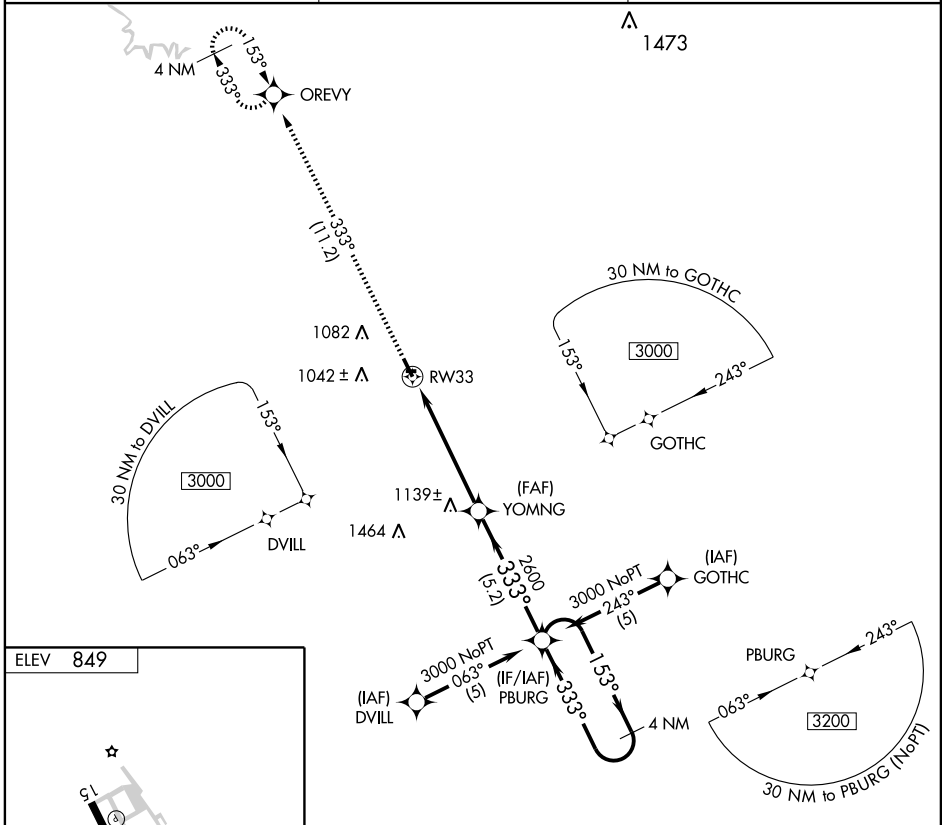 1473
4 NM
333°
153°
OREVY
333°
(11.2)
30 NM to GOTHC
3000
153°
243°
GOTHC
1082
1042 ±
RW33
30 NM to DVILL
3000
153°
063°
DVILL
1139±
1464
(FAF)
YOMNG
2600
333°
(5.2)
(IAF)
GOTHC
3000 NoPT
243°
(5)
3000 NoPT
063°
(5)
(IAF)
DVILL
(IF/IAF)
PBURG
333°
153°
4 NM
PBURG
063°
243°
3200
30 NM to PBURG (NoPT)
ELEV 849
15
P